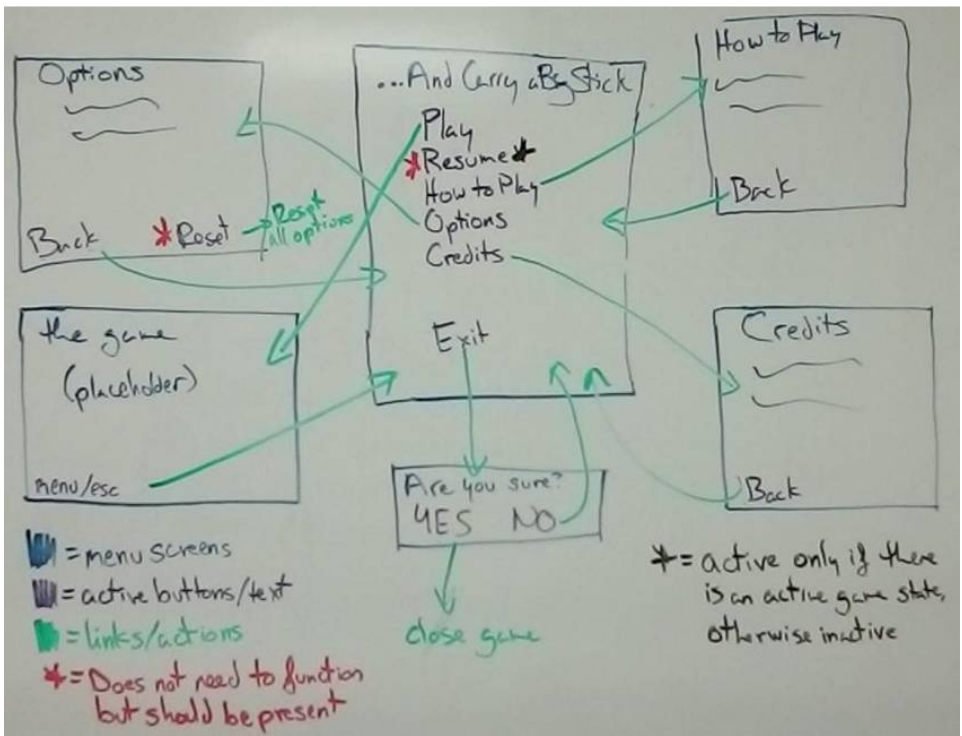 Options
Back
* Reset
Reset
all options
...And Carry a Big Stick
Play
*Resume*
How to Play
Options
Credits
Exit
How to Play
Back
the game
(placeholder)
menu/esc
Are you sure?
YES NO
close game
Credits
Back
= menu screens
= active buttons/text
= links/actions
*= Does not need to function
but should be present
*= active only if there
is an active game state,
otherwise inactive